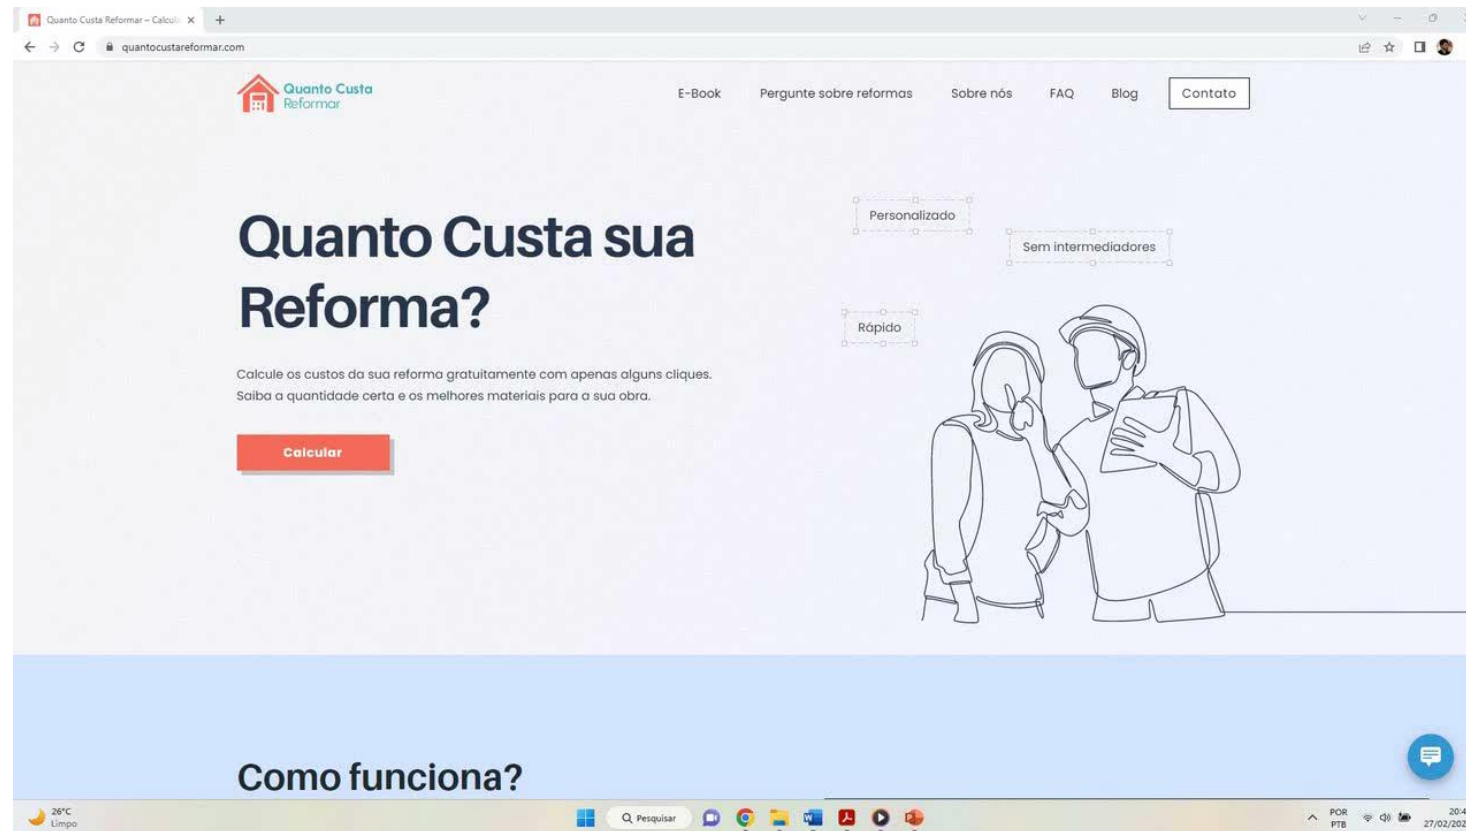 Quanto Custa Reformar – Calcul
quantocustareformar.com
Quanto Custa
Reformar
E-Book
Pergunte sobre reformas
Sobre nós
FAQ
Blog
Contato
Personalizado
Sem intermediadores
Quanto Custa sua
Reforma?
Rápido
Calcule os custos da sua reforma gratuitamente com apenas alguns cliques.
Saiba a quantidade certa e os melhores materiais para a sua obra.
Calcular
Como funciona?
26°C
Limpo
Pesquisar
POR
PTB
20:4
27/02/202